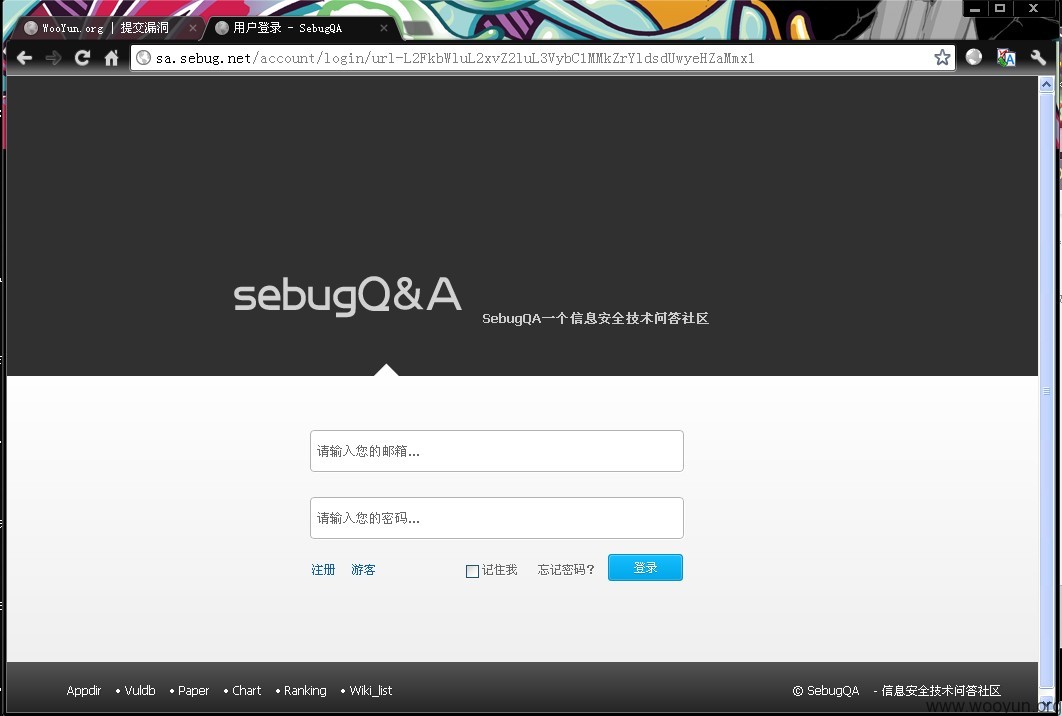 WooYun.org | 提交漏洞
用户登录 - SebugQA
sa.sebug.net/account/login/url-L2FkbWluL2xvZ2luL3VybC1MMkZrYldsdUwyeHZaMmx1
sebugQ&A
SebugQA一个信息安全技术问答社区
请输入您的邮箱...
请输入您的密码...
注册 游客 记住我 忘记密码? 登录
Appdir • Vuldb • Paper • Chart • Ranking • Wiki_list © SebugQA - 信息安全技术问答社区
www.wooyun.org